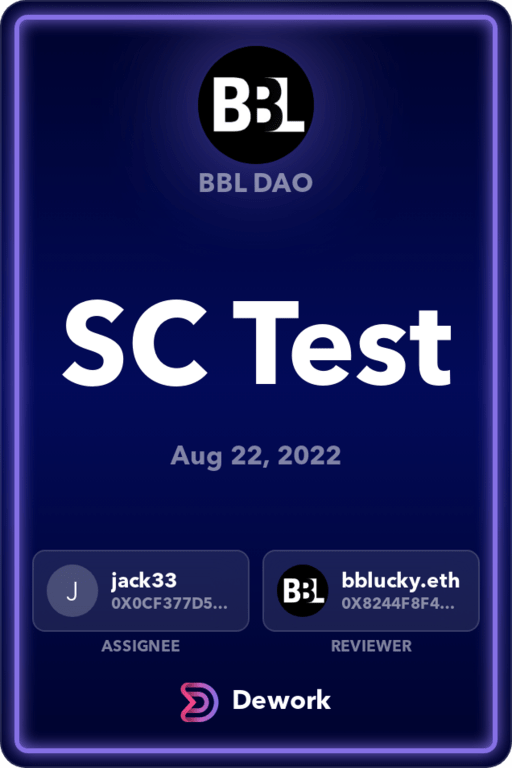 BBL
BBL DAO
SC Test
Aug 22, 2022
J
jack33
0X0CF377D5...
ASSIGNEE
BBL
bblucky.eth
0X8244F8F4...
REVIEWER
Dework